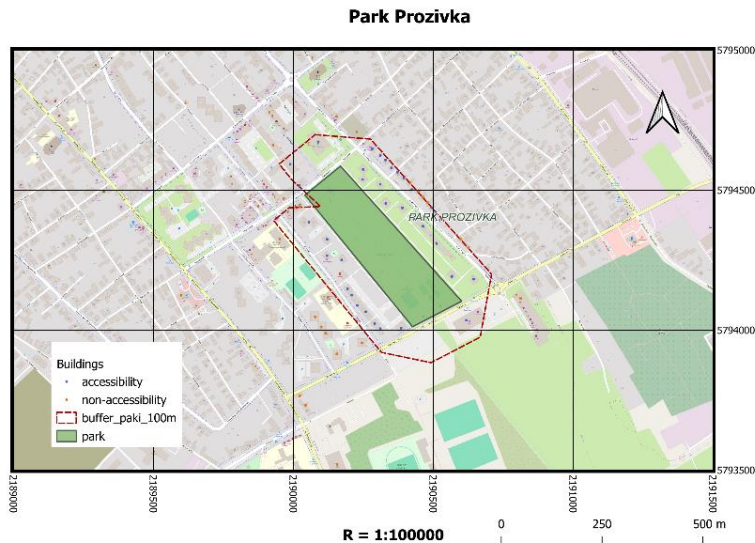 Park Prozivka
5795000
5794500
5794000
5793500
PARK PROZIVKA
Buildings
accessibility
non-accessibility
buffer_paki_100m
park
2189000
2189500
2190000
2190500
2191000
2191500
R = 1:100000
0 250 500 m